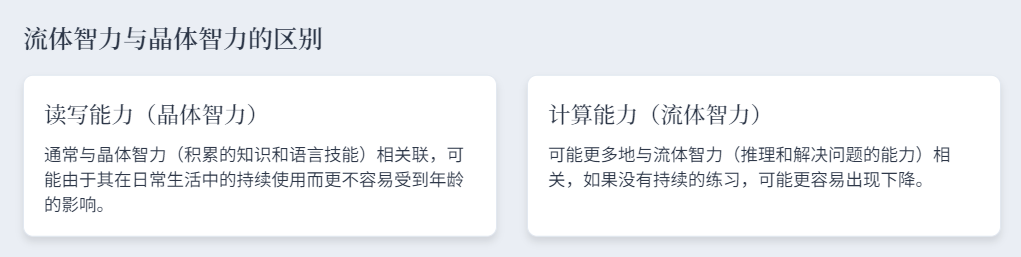 流体智力与晶体智力的区别
读写能力（晶体智力）
通常与晶体智力（积累的知识和语言技能）相关联，可
能由于其在日常生活中的持续使用而更不容易受到年龄
的影响。
计算能力（流体智力）
可能更多地与流体智力（推理和解决问题的能力）相
关，如果没有持续的练习，可能更容易出现下降。